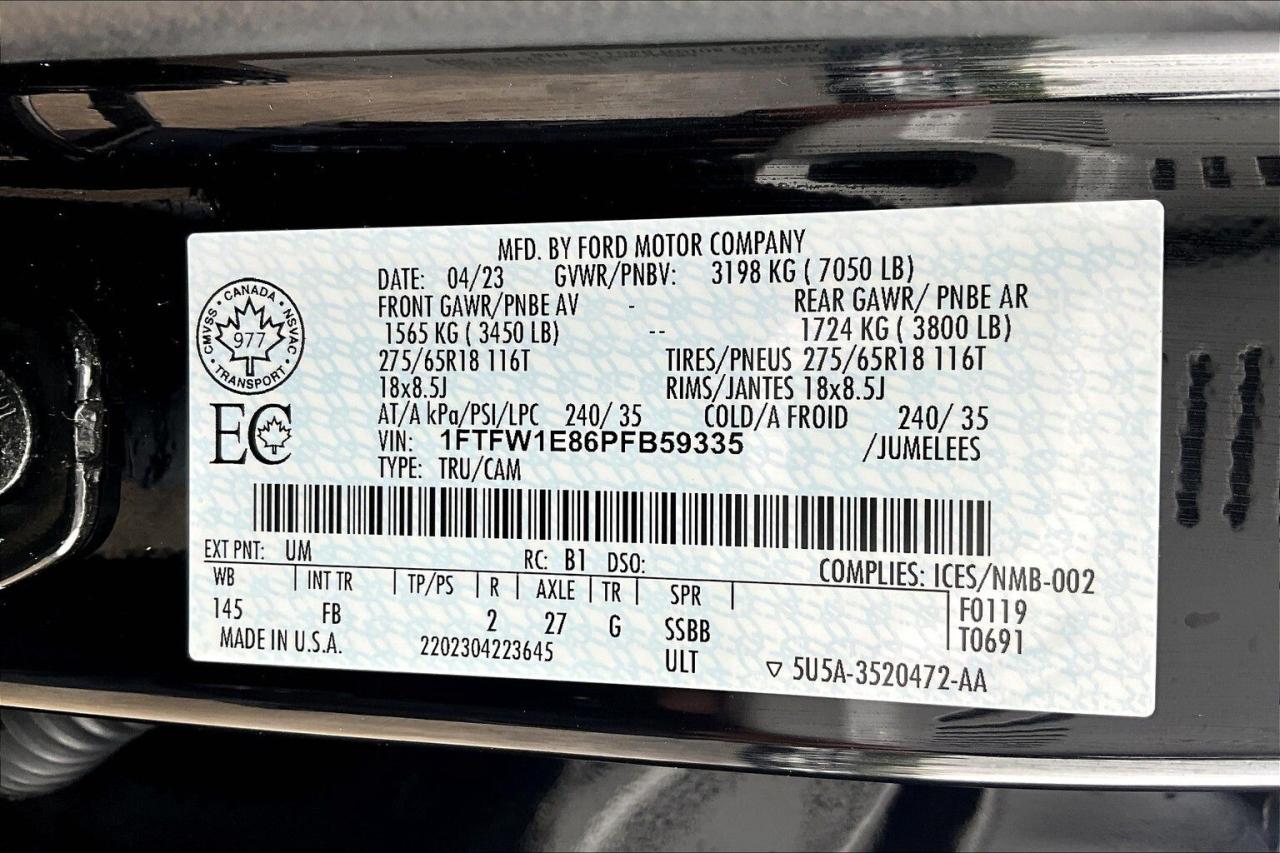 MFD. BY FORD MOTOR COMPANY
DATE: 04/23 GVWR/PNBV: 3198 KG ( 7050 LB)
FRONT GAWR/PNBE AV - REAR GAWR/ PNBE AR
1565 KG ( 3450 LB) -- 1724 KG ( 3800 LB)
275/65R18 116T TIRES/PNEUS 275/65R18 116T
18x8.5J RIMS/JANTES 18x8.5J
AT/A kPa/PSI/LPC 240/ 35 COLD/A FROID 240/ 35
VIN: 1FTFW1E86PFB59335 /JUMELEES
TYPE: TRU/CAM
CANADA
CMVSS • NSVAC
977
TRANSPORT
EC
EXT PNT: UM RC: B1 DSO: COMPLIES: ICES/NMB-002
WB | INT TR | TP/PS | R | AXLE | TR | SPR | F0119
145 FB 2 27 G SSBB T0691
MADE IN U.S.A. 2202304223645 ULT ▽ 5U5A-3520472-AA